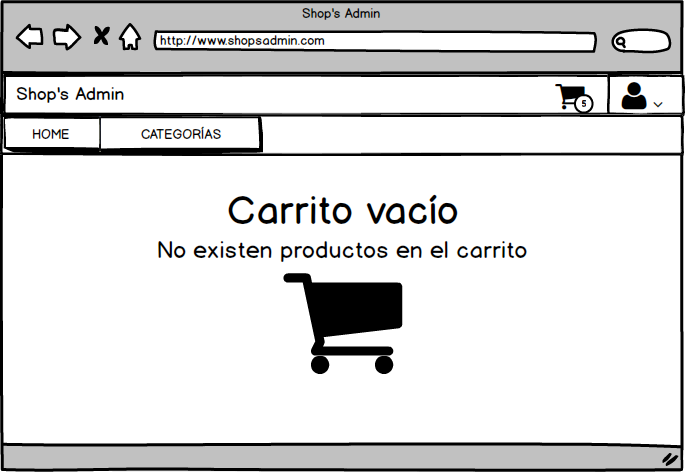 Shop's Admin
http://www.shopsadmin.com
Shop's Admin
5
HOME
CATEGORÍAS
Carrito vacío
No existen productos en el carrito